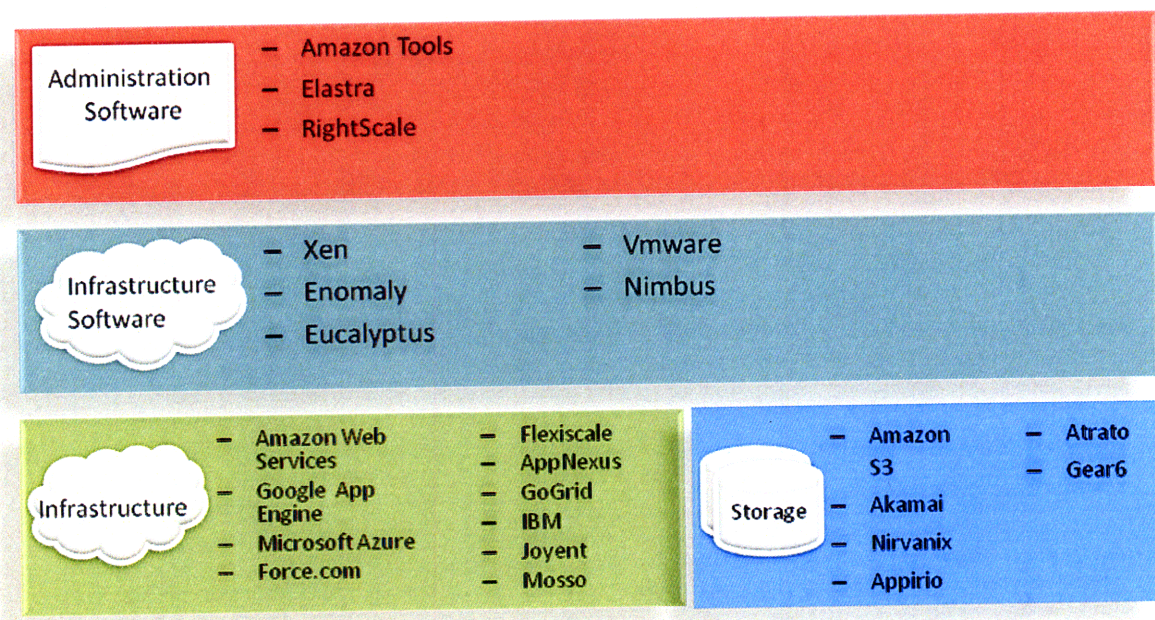 Administration
Software
– Amazon Tools
– Elastra
– RightScale
Infrastructure
Software
– Xen
– Enomaly
– Eucalyptus
– Vmware
– Nimbus
Infrastructure
– Amazon Web
Services
– Google App
Engine
– Microsoft Azure
– Force.com
– Flexiscale
– AppNexus
– GoGrid
– IBM
– Joyent
– Mosso
Storage
– Amazon
S3
– Akamai
– Nirvanix
– Appirio
– Atrato
– Gear6